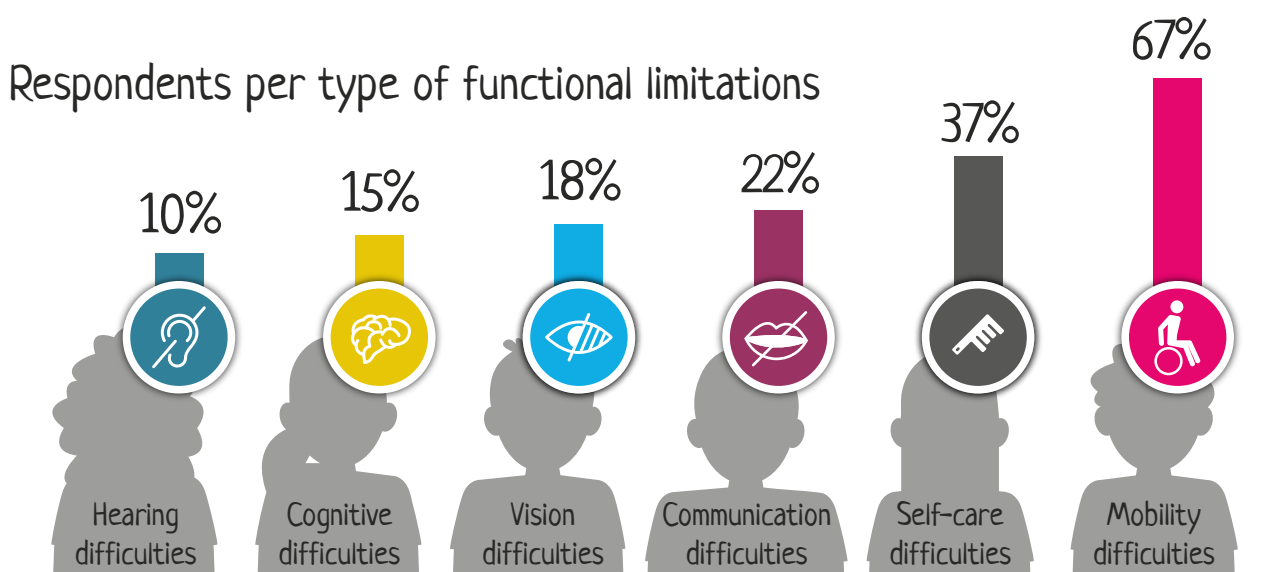 Respondents per type of functional limitations
10%
15%
18%
22%
37%
67%
Hearing
difficulties
Cognitive
difficulties
Vision
difficulties
Communication
difficulties
Self-care
difficulties
Mobility
difficulties